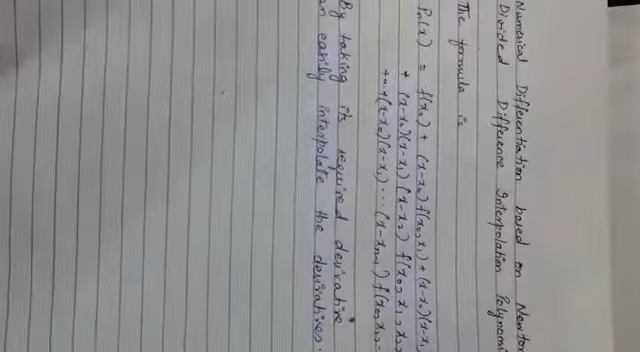 Numerical Differentiation based on Newton
Divided Difference Interpolation Polynomi
The formula is
Pn(x) = f(x₀) + (x-x₀) f(x₀,x₁) + (x-x₀)(x-x₁
+ (x-x₀)(x-x₁)(x-x₂) f(x₀,x₁,x₂,
+...+(x-x₀)(x-x₁)...(x-xₙ₋₁) f(x₀,x₁,
By taking its required derivative
an easily interpolate the derivatives.